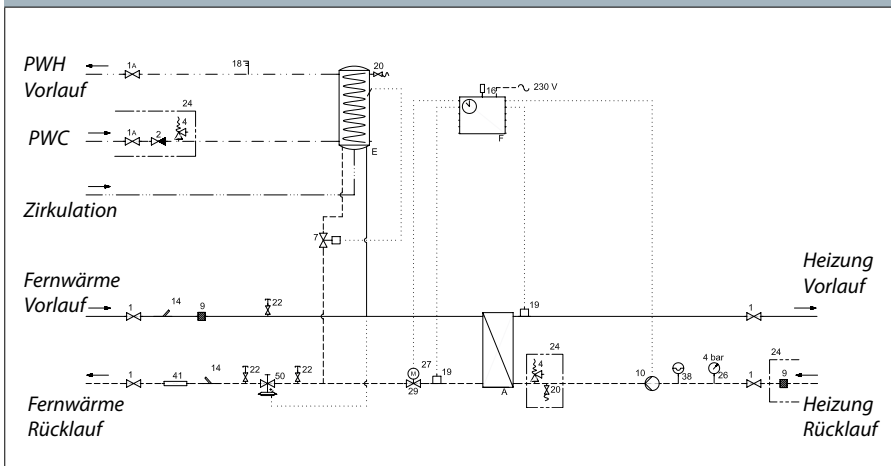 PWH
Vorlauf
1A
18
20
16
230 V
24
4
PWC
1A
2
E
F
Zirkulation
7
Fernwärme
Vorlauf
Heizung
Vorlauf
1
14
9
22
19
1
24
4 bar
24
1
41
14
22
50
22
M
27
29
19
A
4
20
10
38
26
1
9
Fernwärme
Rücklauf
Heizung
Rücklauf